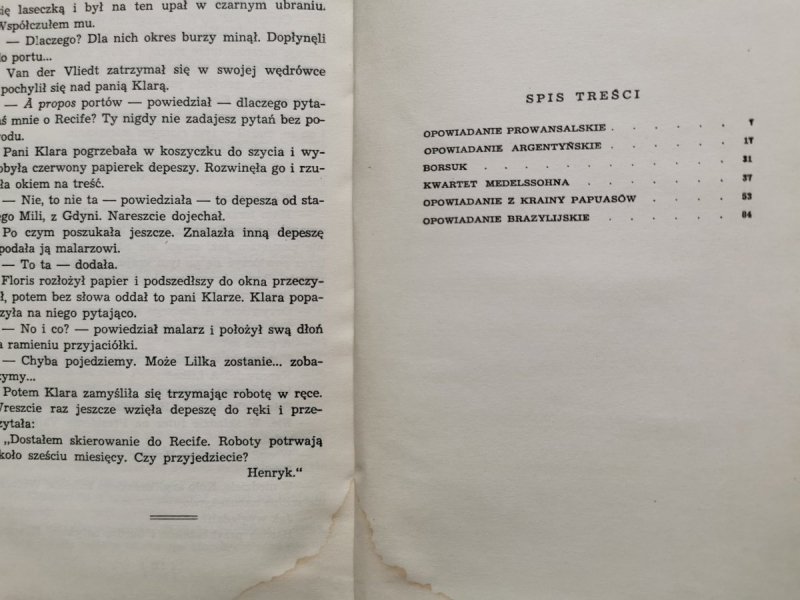 się laseczką i był na ten upał w czarnym ubraniu.
Współczułem mu.
— Dlaczego? Dla nich okres burzy minął. Dopłynęli
do portu...
Van der Vliedt zatrzymał się w swojej wędrówce
pochylił się nad panią Klarą.
— À propos portów — powiedział — dlaczego pyta-
aś mnie o Recife? Ty nigdy nie zadajesz pytań bez po-
wodu.
Pani Klara pogrzebała w koszyczku do szycia i wy-
obyła czerwony papierek depeszy. Rozwinęła go i rzu-
iła okiem na treść.
— Nie, to nie ta — powiedziała — to depesza od sta-
ego Mili, z Gdyni. Nareszcie dojechał.
Po czym poszukała jeszcze. Znalazła inną depeszę
podała ją malarzowi.
— To ta — dodała.
Floris rozłożył papier i podszedłszy do okna przeczy-
ał, potem bez słowa oddał to pani Klarze. Klara popa-
rzyła na niego pytająco.
— No i co? — powiedział malarz i położył swą dłoń
a ramieniu przyjaciółki.
— Chyba pojedziemy. Może Lilka zostanie... zoba-
zymy...
Potem Klara zamyśliła się trzymając robotę w ręce.
Wreszcie raz jeszcze wzięła depeszę do ręki i prze-
zytała:
„Dostałem skierowanie do Recife. Roboty potrwają
około sześciu miesięcy. Czy przyjedziecie?
Henryk.“
SPIS TREŚCI
OPOWIADANIE PROWANSALSKIE . . . . . 7
OPOWIADANIE ARGENTYŃSKIE . . . . . 17
BORSUK . . . . . . . . . . 31
KWARTET MEDELSSOHNA . . . . . . 37
OPOWIADANIE Z KRAINY PAPUASÓW . . . . 53
OPOWIADANIE BRAZYLIJSKIE . . . . . 64